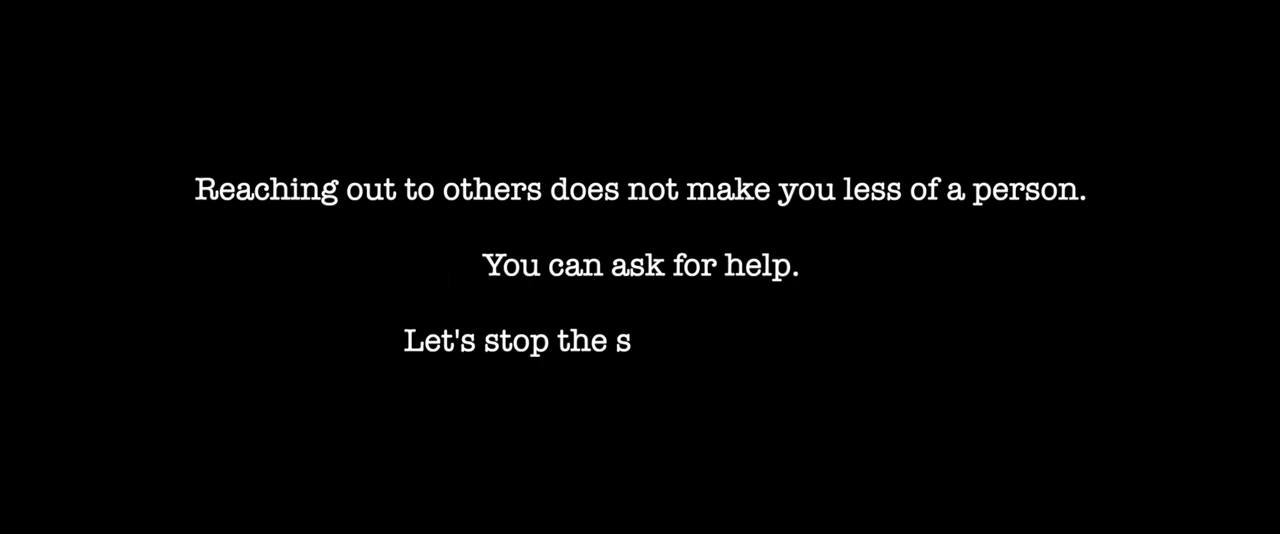 Reaching out to others does not make you less of a person.
You can ask for help.
Let's stop the s